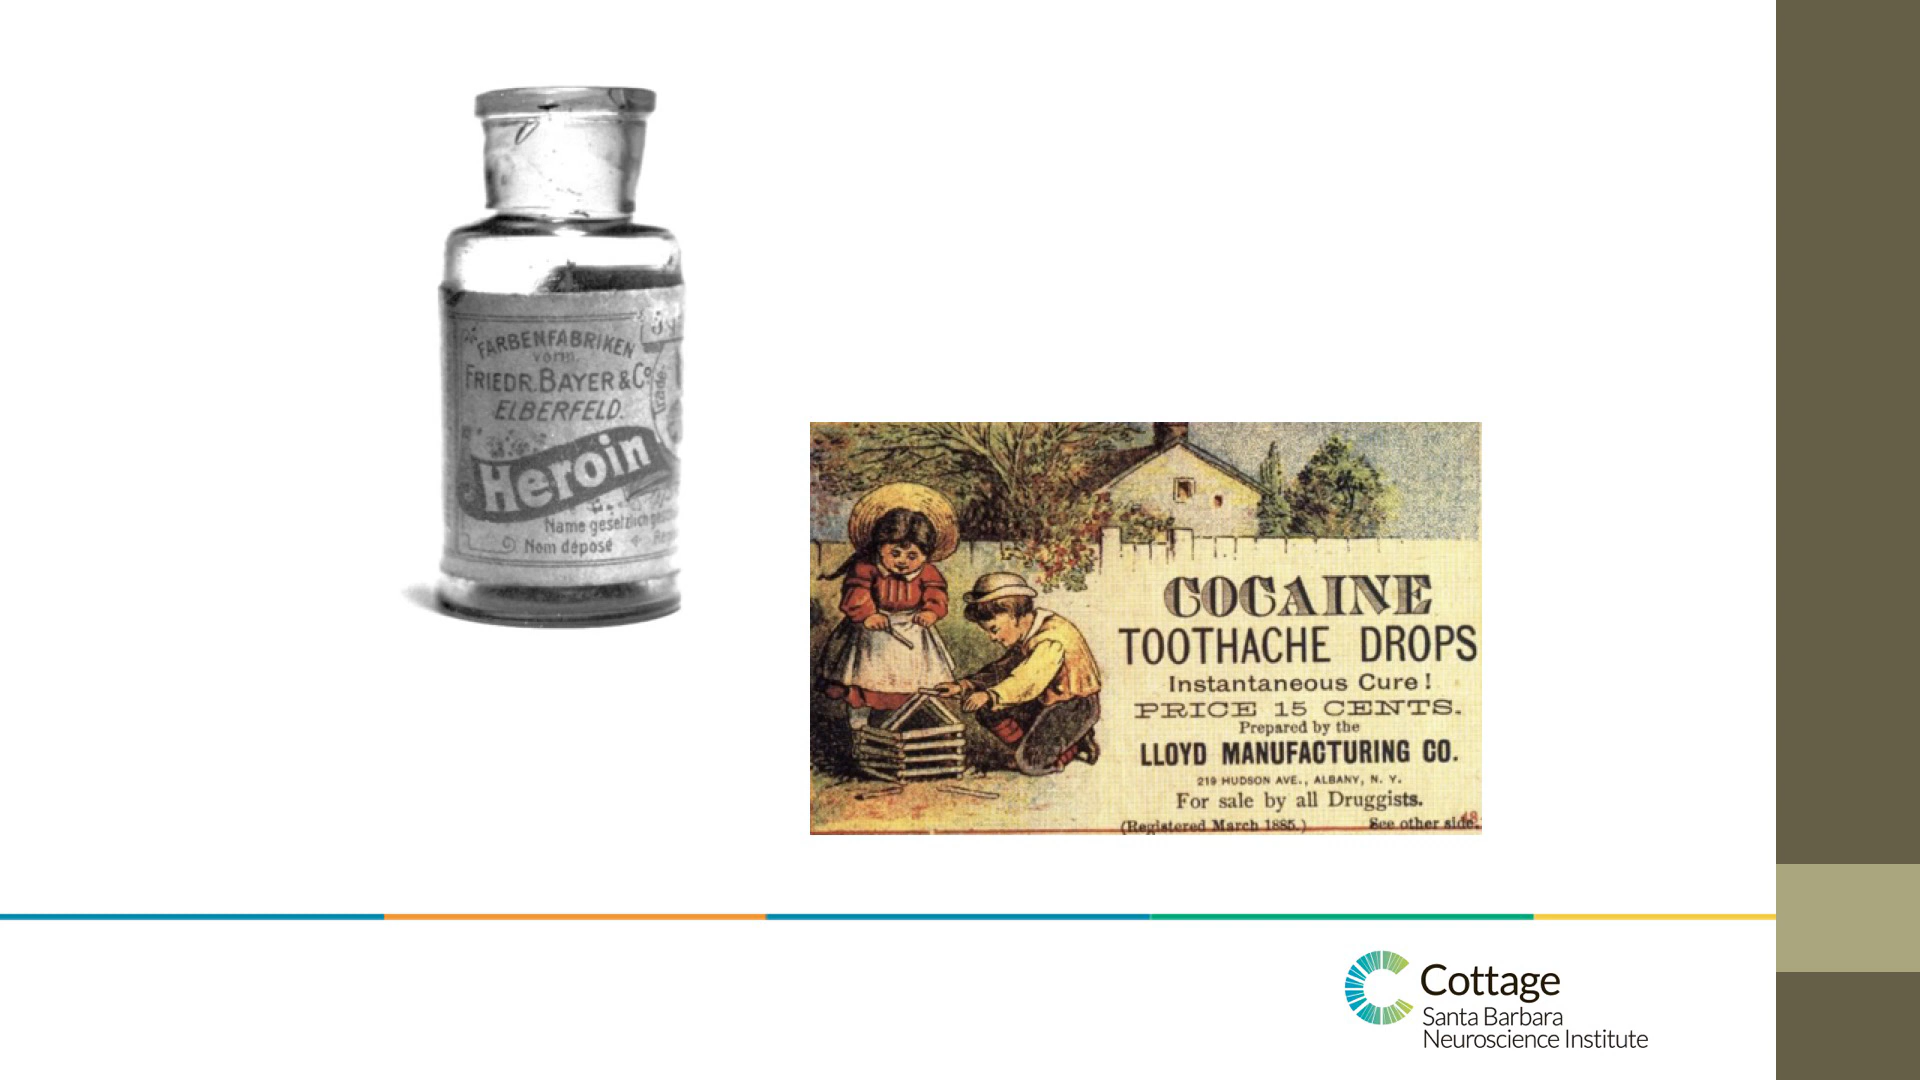 FARBENFABRIKEN
vorm.
FRIEDR. BAYER & Co
ELBERFELD.
Heroin
Name gesetzlich
Nom déposé
Trade
COCAINE
TOOTHACHE DROPS
Instantaneous Cure!
PRICE 15 CENTS.
Prepared by the
LLOYD MANUFACTURING CO.
219 HUDSON AVE., ALBANY, N. Y.
For sale by all Druggists.
(Registered March 1885.) See other side.
Cottage
Santa Barbara
Neuroscience Institute